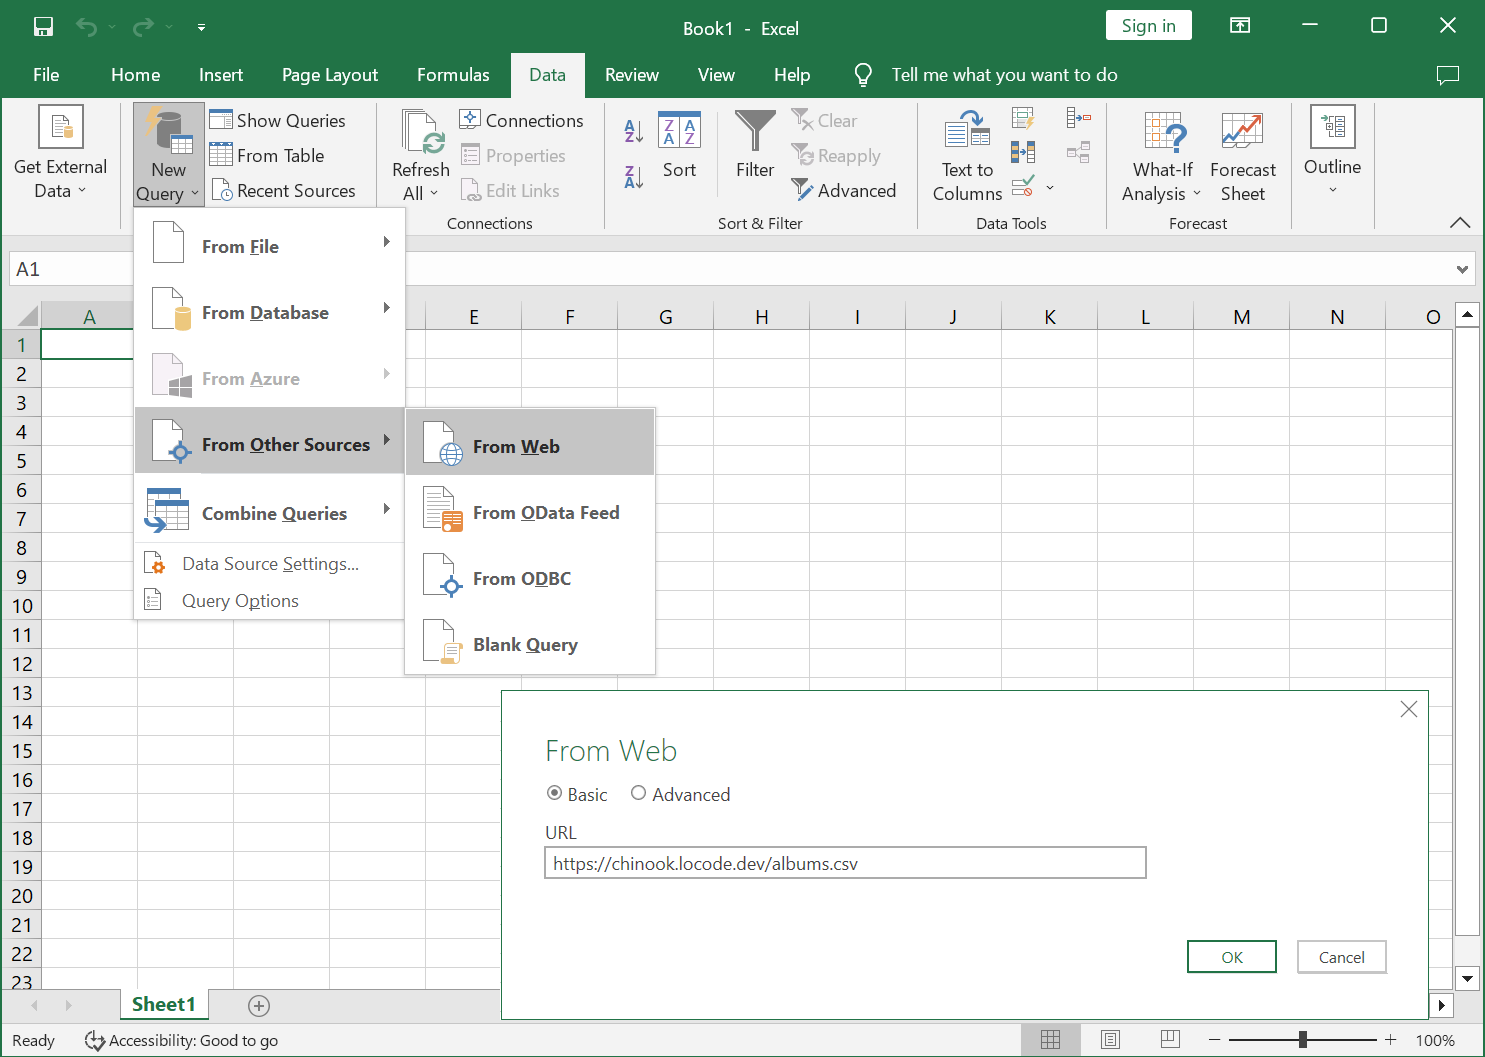 Book1 - Excel
Sign in
File Home Insert Page Layout Formulas Data Review View Help Tell me what you want to do
Get External
Data
New
Query
Show Queries
From Table
Recent Sources
Refresh
All
Connections
Properties
Edit Links
Connections
Sort
Filter
Clear
Reapply
Advanced
Sort & Filter
Text to
Columns
Data Tools
What-If
Analysis
Forecast
Sheet
Forecast
Outline
A1
From File
From Database
From Azure
From Other Sources
Combine Queries
Data Source Settings...
Query Options
From Web
From OData Feed
From ODBC
Blank Query
A E F G H I J K L M N O
1
2
3
4
5
6
7
8
9
10
11
12
13
14
15
16
17
18
19
20
21
22
23
From Web
Basic Advanced
URL
https://chinook.locode.dev/albums.csv
OK Cancel
Sheet1
Ready Accessibility: Good to go 100%